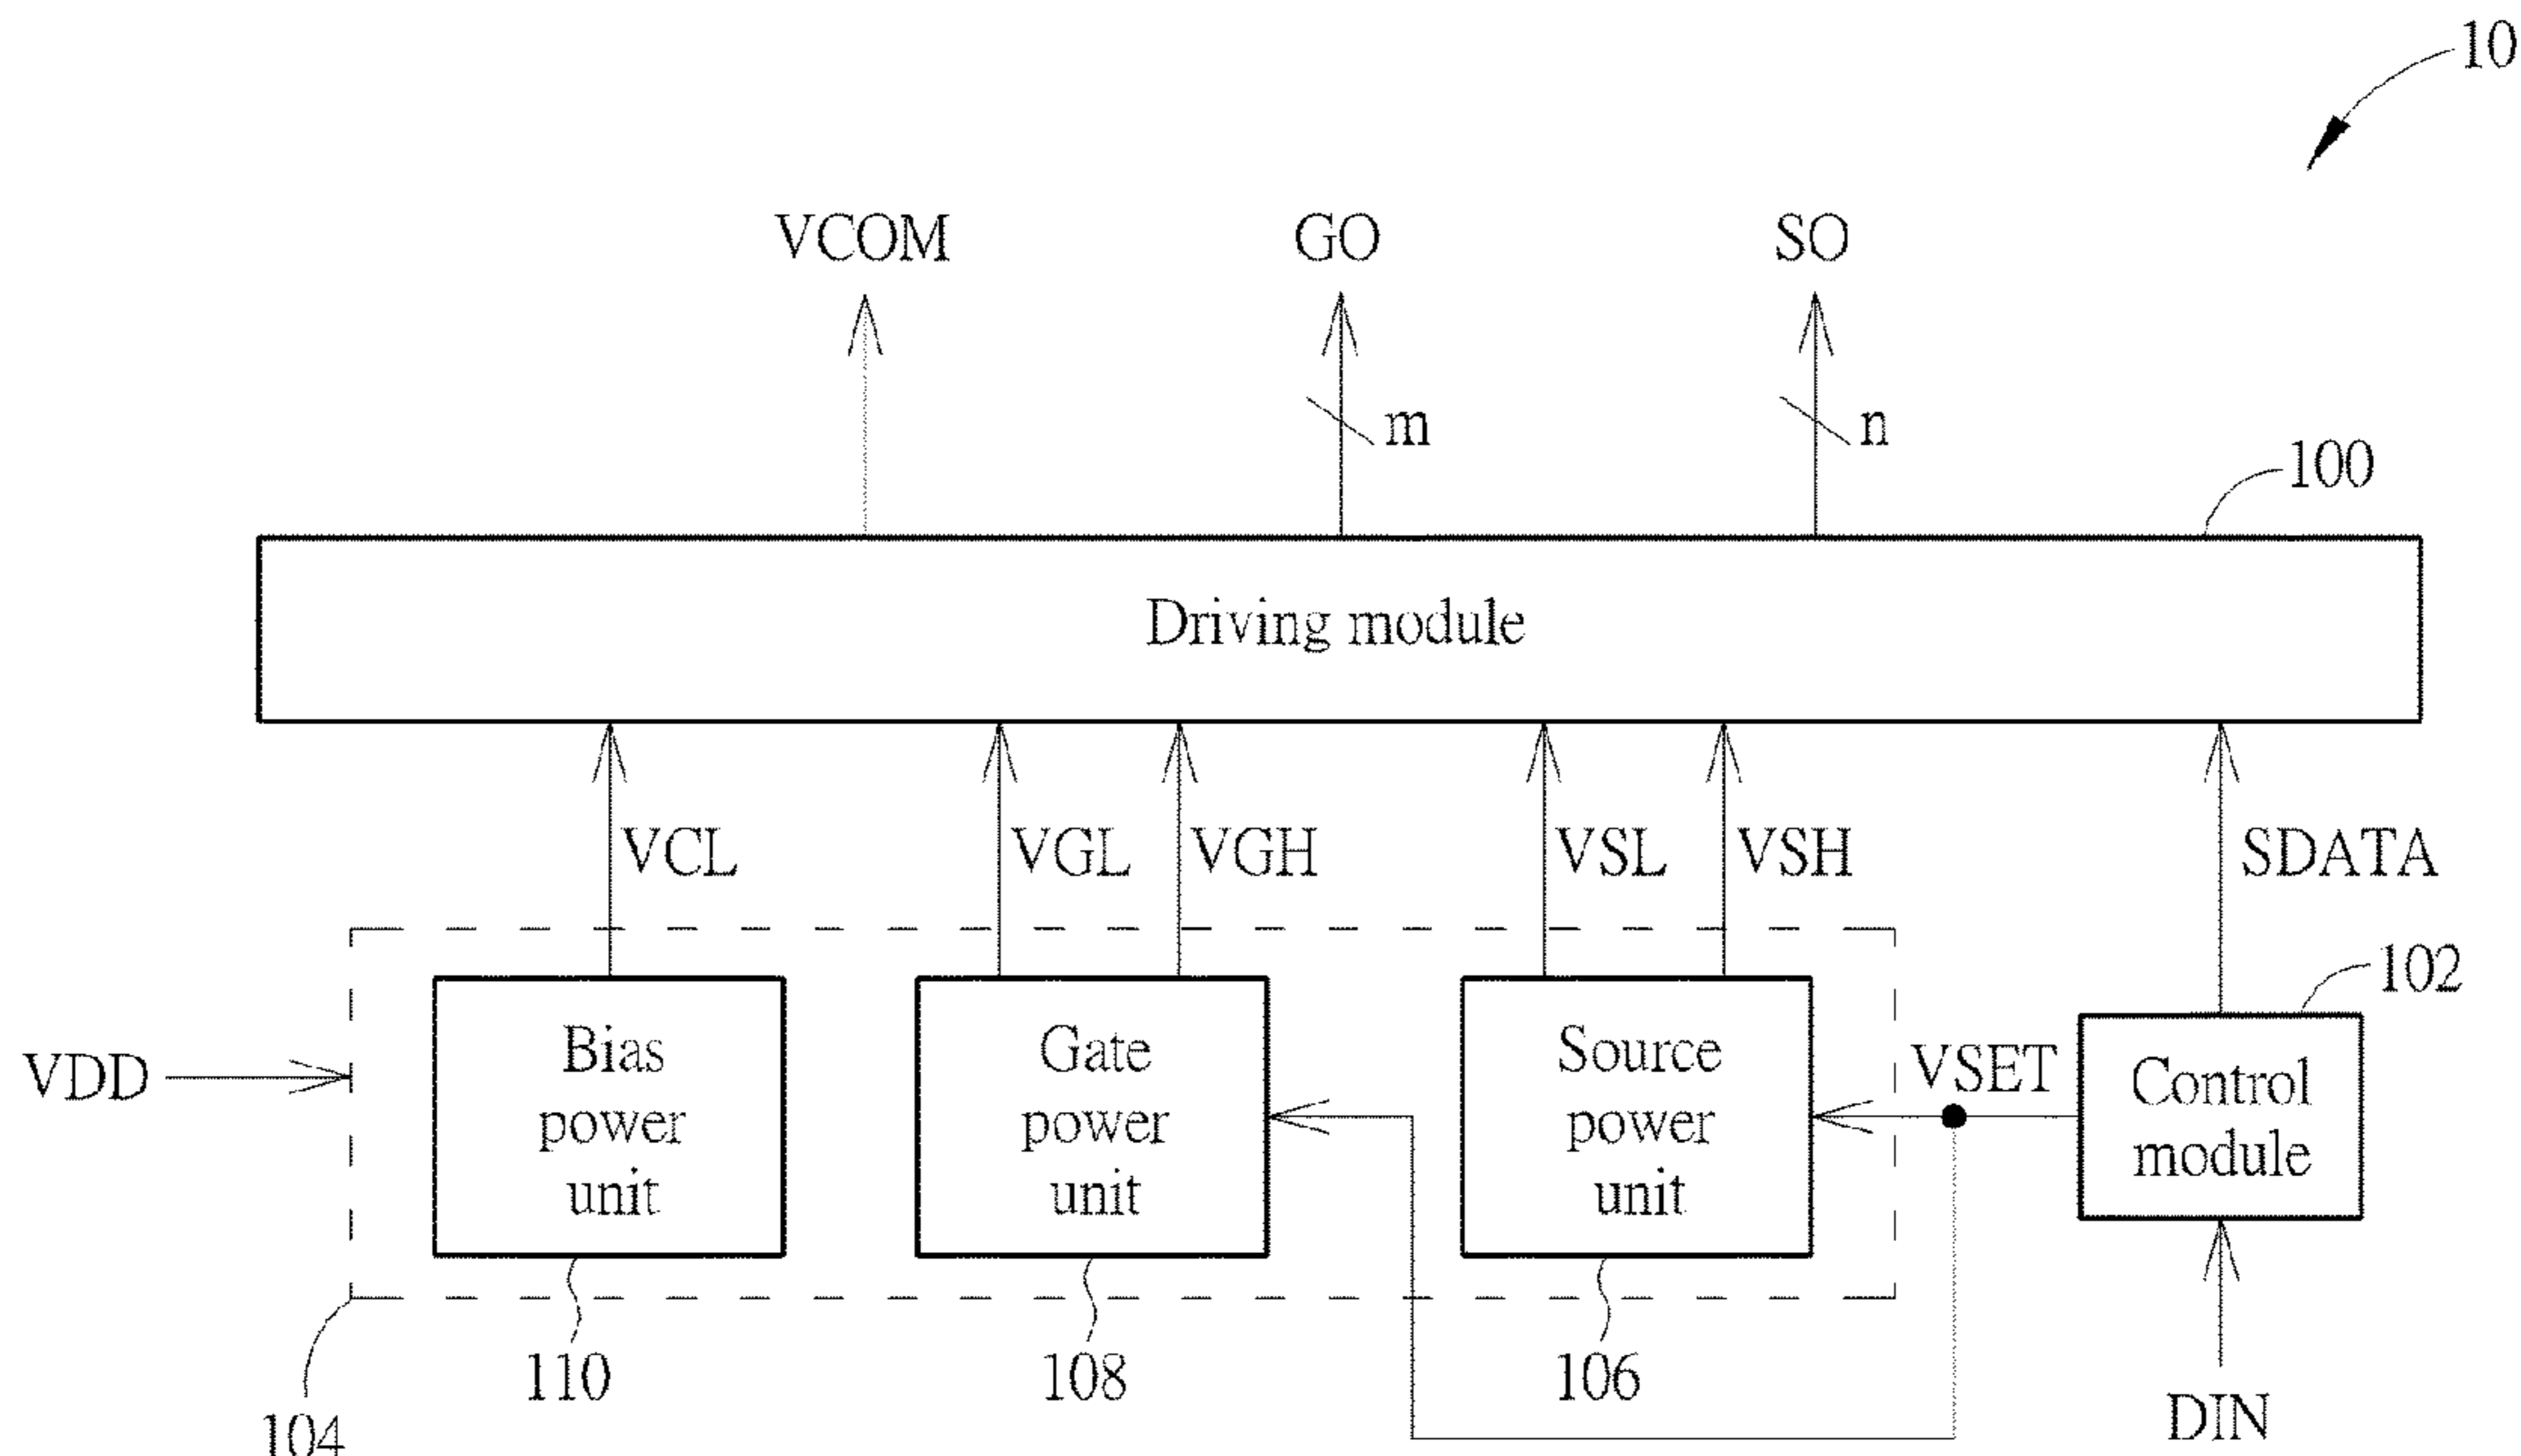 10
VCOM
GO
SO
m
n
100
Driving module
VCL
VGL
VGH
VSL
VSH
SDATA
102
VDD
Bias
power
unit
Gate
power
unit
Source
power
unit
VSET
Control
module
110
108
106
104
DIN